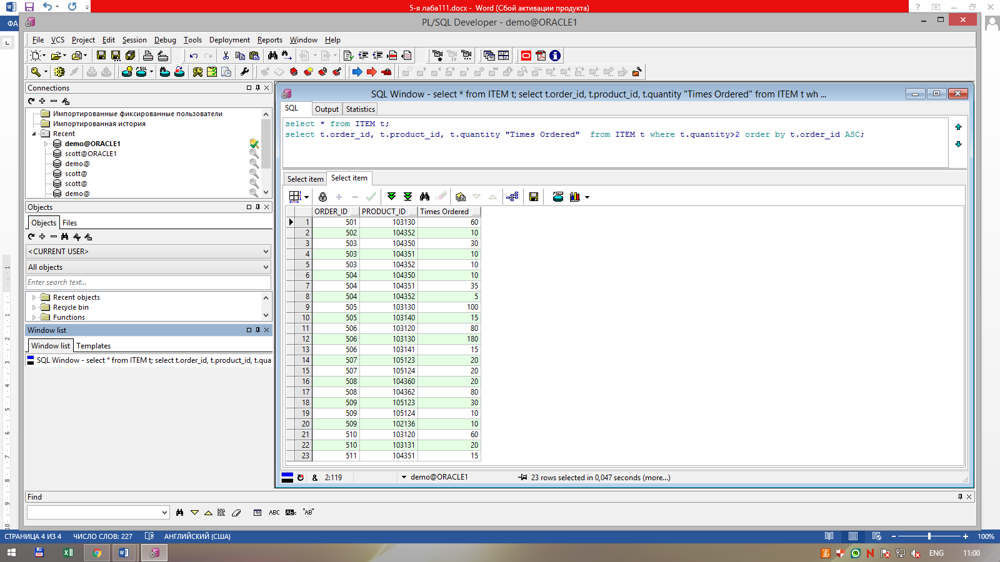 5-я лаба111.docx - Word (Сбой активации продукта)
ФА
PL/SQL Developer - demo@ORACLE1
File VCS Project Edit Session Debug Tools Deployment Reports Window Help
Connections
Импортированные фиксированные пользователи
Импортированная история
Recent
demo@ORACLE1
scott@ORACLE1
demo@
scott@
scott@
demo@
Objects
Objects Files
<CURRENT USER>
All objects
Enter search text...
Recent objects
Recycle bin
Functions
Window list
Window list Templates
SQL Window - select * from ITEM t; select t.order_id, t.product_id, t.qua
SQL Window - select * from ITEM t; select t.order_id, t.product_id, t.quantity "Times Ordered" from ITEM t wh ...
SQL Output Statistics
select * from ITEM t;
select t.order_id, t.product_id, t.quantity "Times Ordered"  from ITEM t where t.quantity>2 order by t.order_id ASC;
Select item Select item
ORDER_ID PRODUCT_ID Times Ordered
1 501 103130 60
2 502 104352 10
3 503 104350 30
4 503 104351 10
5 503 104352 10
6 504 104350 10
7 504 104351 35
8 504 104352 5
9 505 103130 100
10 505 103140 15
11 506 103120 80
12 506 103130 180
13 506 103141 15
14 507 105123 20
15 507 105124 20
16 508 104360 20
17 508 104362 80
18 509 105123 30
19 509 105124 10
20 509 102136 10
21 510 103120 60
22 510 103131 20
23 511 104351 15
& 2:119 demo@ORACLE1 23 rows selected in 0,047 seconds (more...)
Find
ABC "AB"
СТРАНИЦА 4 ИЗ 4 ЧИСЛО СЛОВ: 227 АНГЛИЙСКИЙ (США) 100%
ENG 11:00